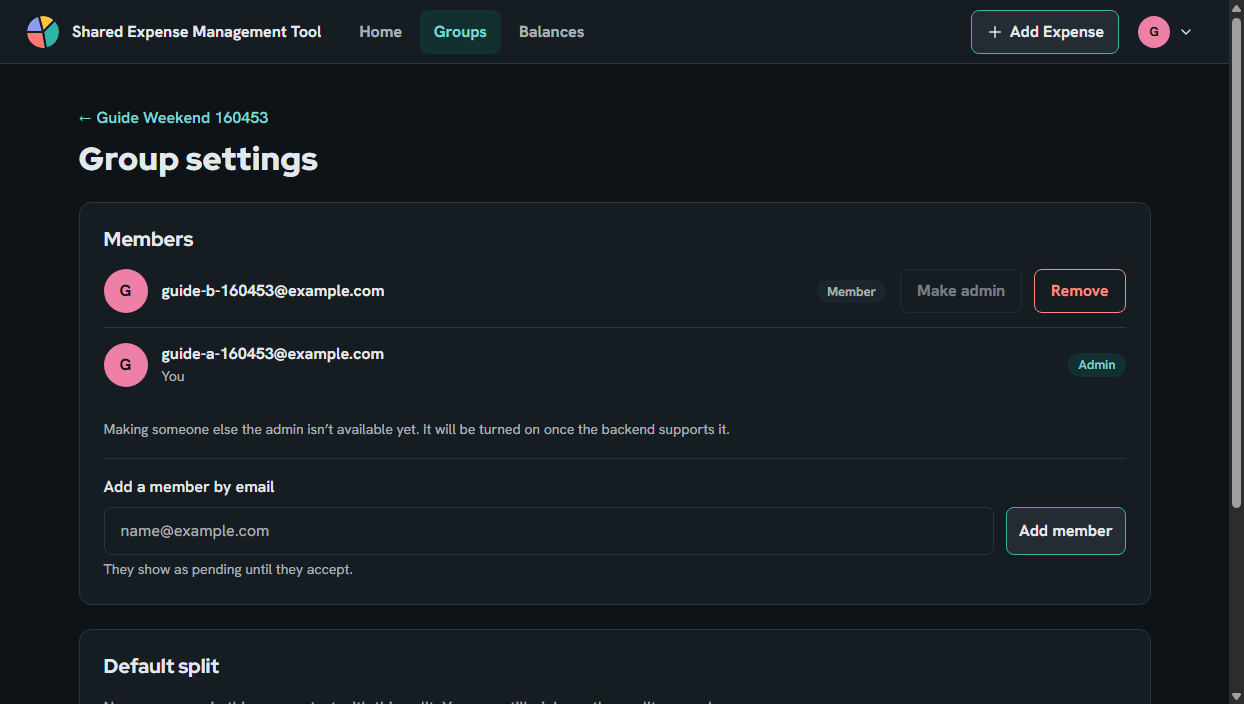 Shared Expense Management Tool
Home
Groups
Balances
+ Add Expense
G
← Guide Weekend 160453
Group settings
Members
G
guide-b-160453@example.com
Member
Make admin
Remove
G
guide-a-160453@example.com
You
Admin
Making someone else the admin isn’t available yet. It will be turned on once the backend supports it.
Add a member by email
name@example.com
Add member
They show as pending until they accept.
Default split